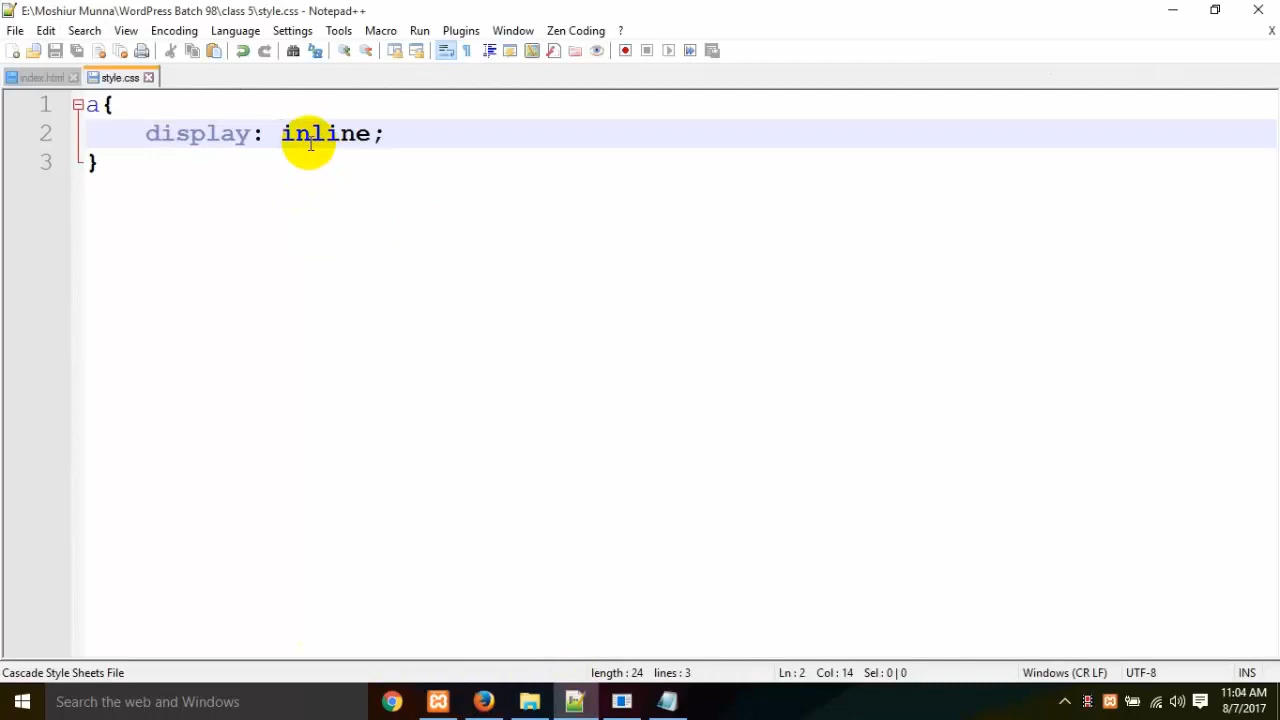 E:\Moshiur Munna\WordPress Batch 98\class 5\style.css - Notepad++
File Edit Search View Encoding Language Settings Tools Macro Run Plugins Window Zen Coding ? X
index.html style.css
1 a{
2 display: inline;
3 }
Cascade Style Sheets File length : 24 lines : 3 Ln : 2 Col : 14 Sel : 0 | 0 Windows (CR LF) UTF-8 INS
Search the web and Windows
11:04 AM
8/7/2017